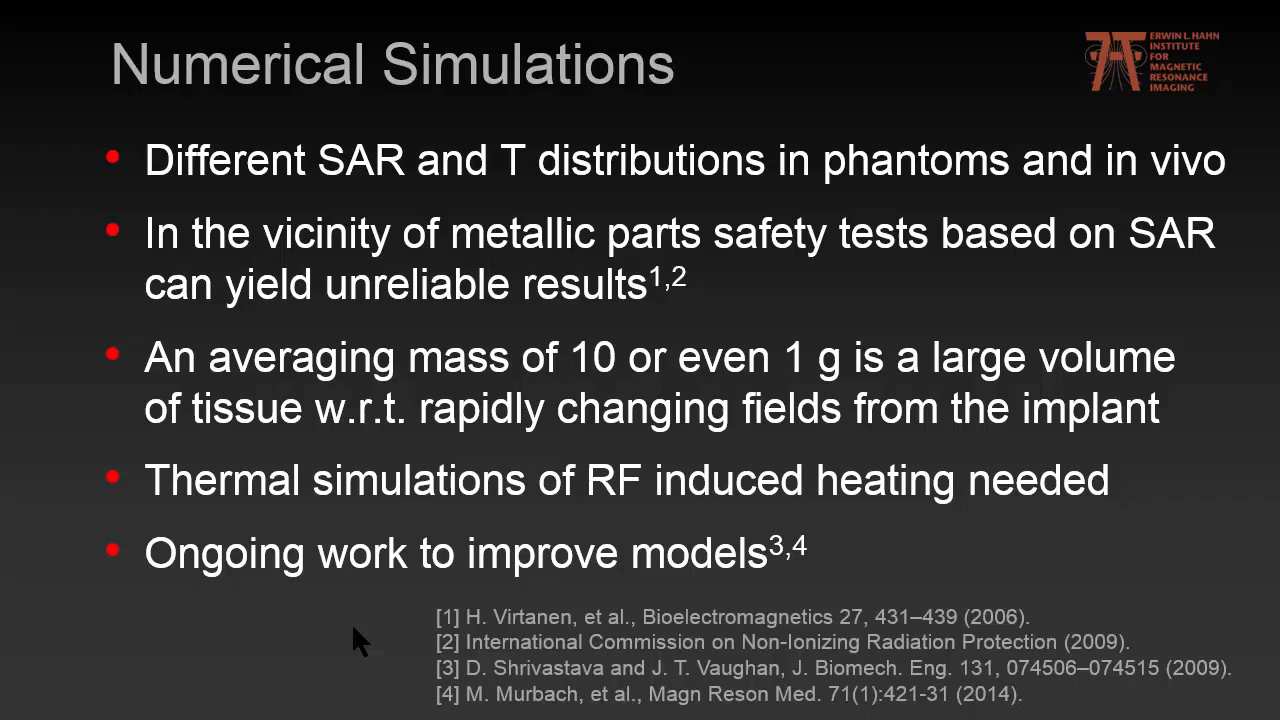 Numerical Simulations
ERWIN L. HAHN
INSTITUTE
FOR
MAGNETIC
RESONANCE
IMAGING
• Different SAR and T distributions in phantoms and in vivo
• In the vicinity of metallic parts safety tests based on SAR
can yield unreliable results1,2
• An averaging mass of 10 or even 1 g is a large volume
of tissue w.r.t. rapidly changing fields from the implant
• Thermal simulations of RF induced heating needed
• Ongoing work to improve models3,4
[1] H. Virtanen, et al., Bioelectromagnetics 27, 431–439 (2006).
[2] International Commission on Non-Ionizing Radiation Protection (2009).
[3] D. Shrivastava and J. T. Vaughan, J. Biomech. Eng. 131, 074506–074515 (2009).
[4] M. Murbach, et al., Magn Reson Med. 71(1):421-31 (2014).